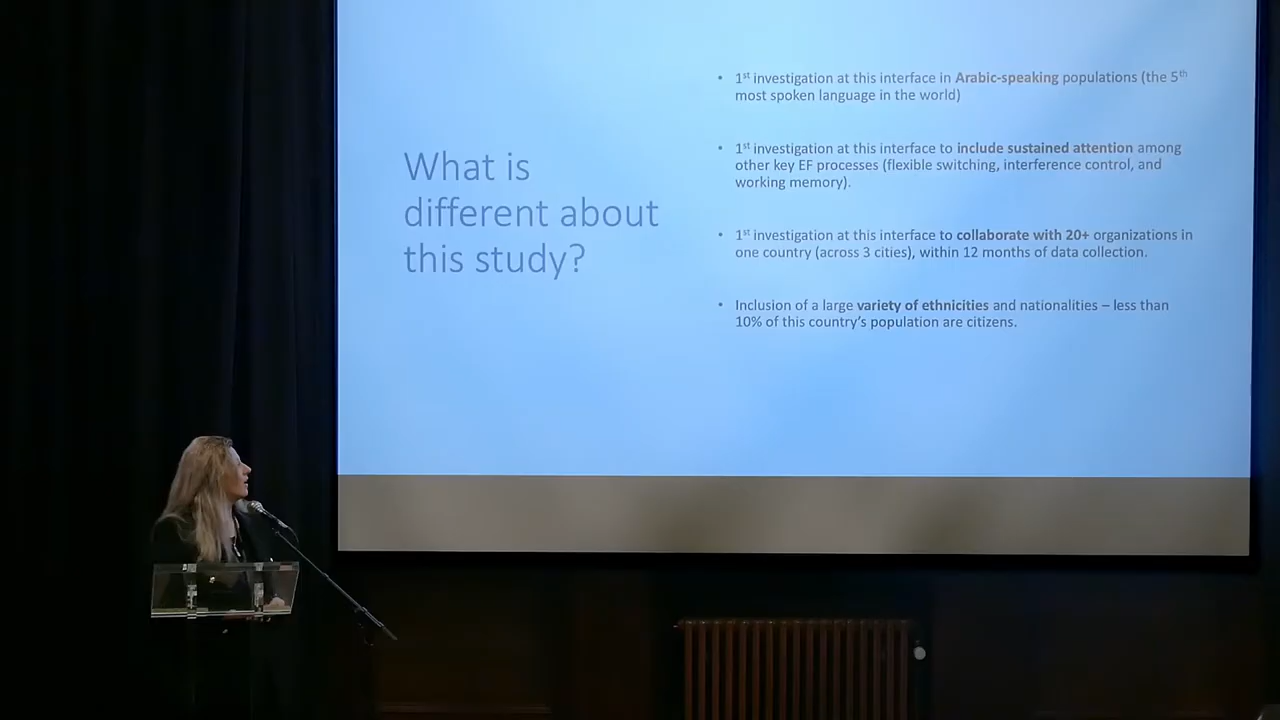 What is
different about
this study?
• 1st investigation at this interface in Arabic-speaking populations (the 5th
most spoken language in the world)
• 1st investigation at this interface to include sustained attention among
other key EF processes (flexible switching, interference control, and
working memory).
• 1st investigation at this interface to collaborate with 20+ organizations in
one country (across 3 cities), within 12 months of data collection.
• Inclusion of a large variety of ethnicities and nationalities – less than
10% of this country’s population are citizens.